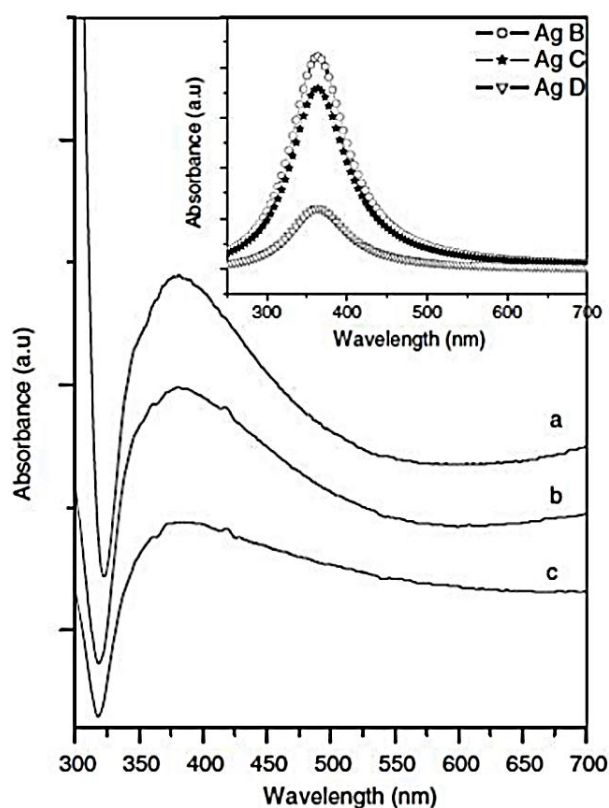 Ag B
Ag C
Ag D
Absorbance (a.u)
300 400 500 600 700
Wavelength (nm)
a
b
c
Absorbance (a.u)
300 350 400 450 500 550 600 650 700
Wavelength (nm)